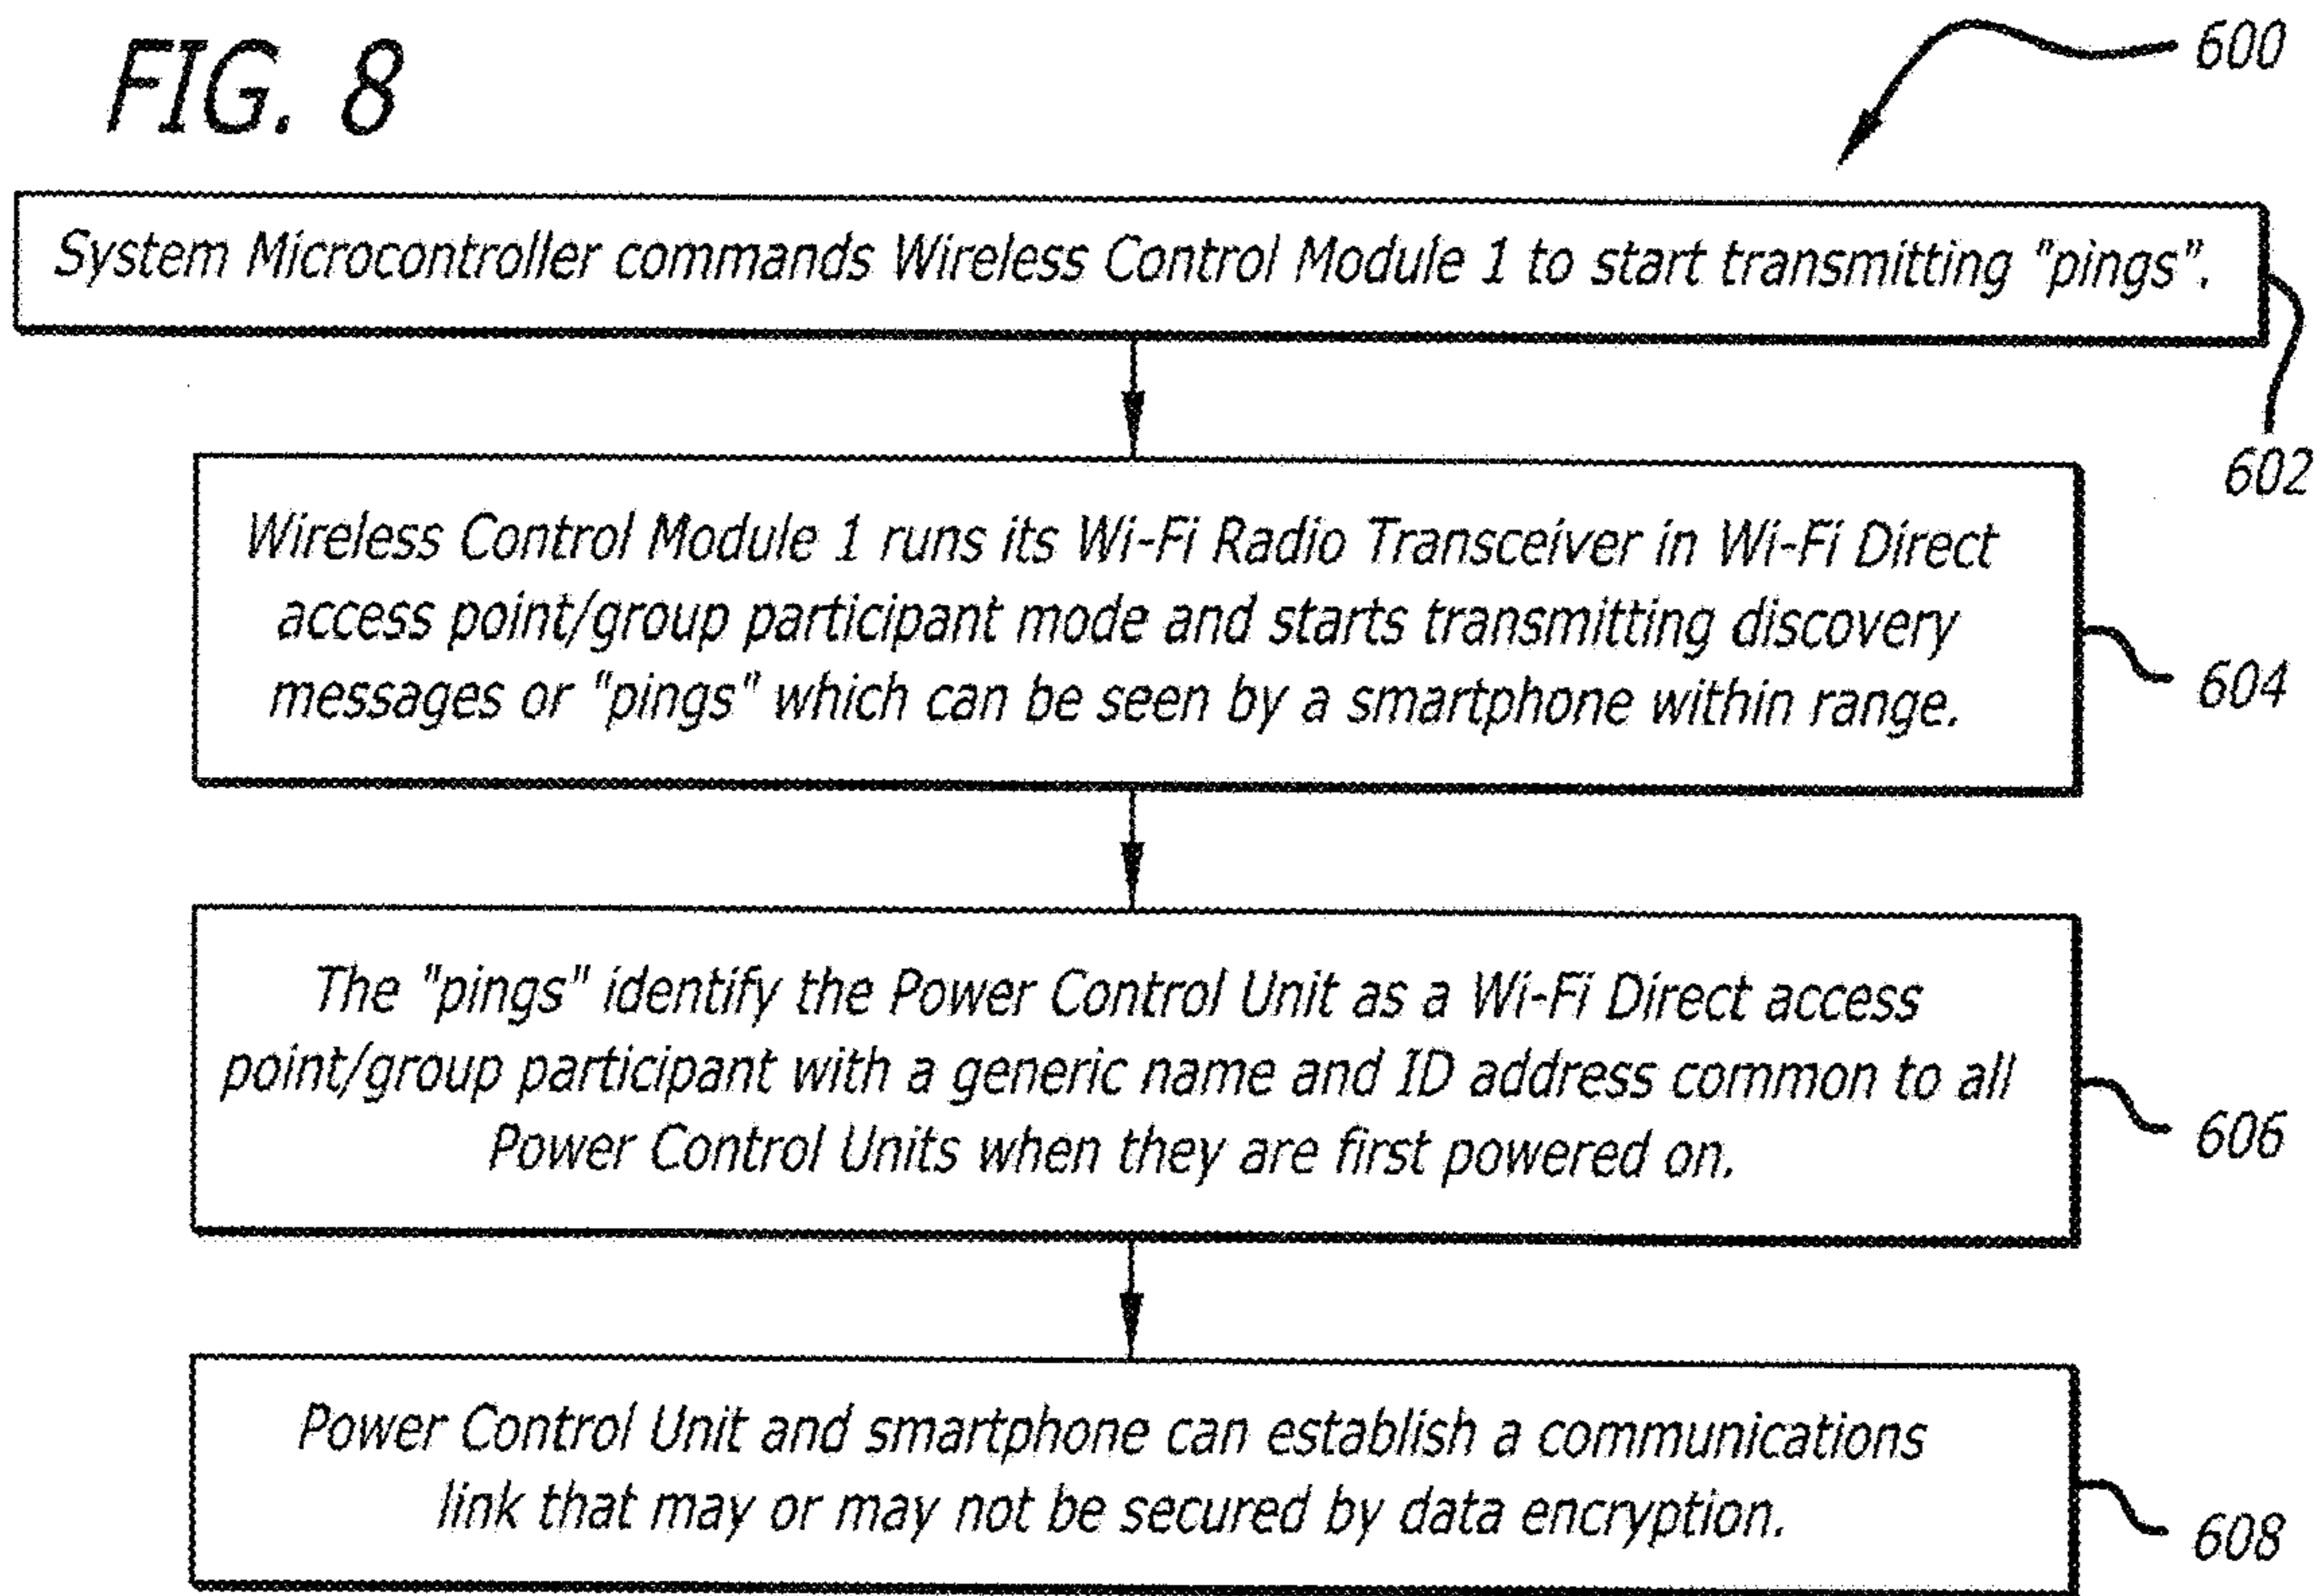 FIG. 8
600
System Microcontroller commands Wireless Control Module 1 to start transmitting "pings".
602
Wireless Control Module 1 runs its Wi-Fi Radio Transceiver in Wi-Fi Direct
access point/group participant mode and starts transmitting discovery
messages or "pings" which can be seen by a smartphone within range.
604
The "pings" identify the Power Control Unit as a Wi-Fi Direct access
point/group participant with a generic name and ID address common to all
Power Control Units when they are first powered on.
606
Power Control Unit and smartphone can establish a communications
link that may or may not be secured by data encryption.
608